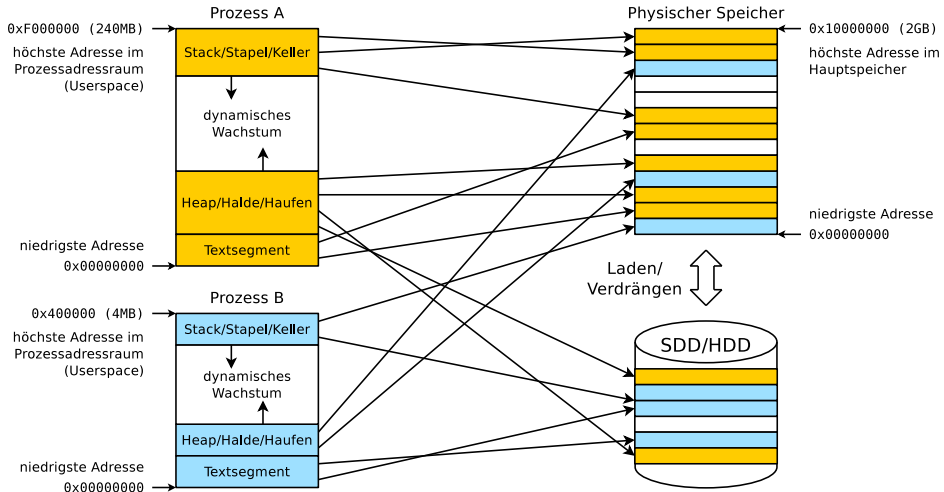 Prozess A
0xF000000 (240MB)
höchste Adresse im
Prozessadressraum
(Userspace)
Stack/Stapel/Keller
dynamisches
Wachstum
Heap/Halde/Haufen
Textsegment
niedrigste Adresse
0x00000000
Prozess B
0x400000 (4MB)
höchste Adresse im
Prozessadressraum
(Userspace)
Stack/Stapel/Keller
dynamisches
Wachstum
Heap/Halde/Haufen
Textsegment
niedrigste Adresse
0x00000000
Physischer Speicher
0x10000000 (2GB)
höchste Adresse im
Hauptspeicher
niedrigste Adresse
0x00000000
Laden/
Verdrängen
SDD/HDD